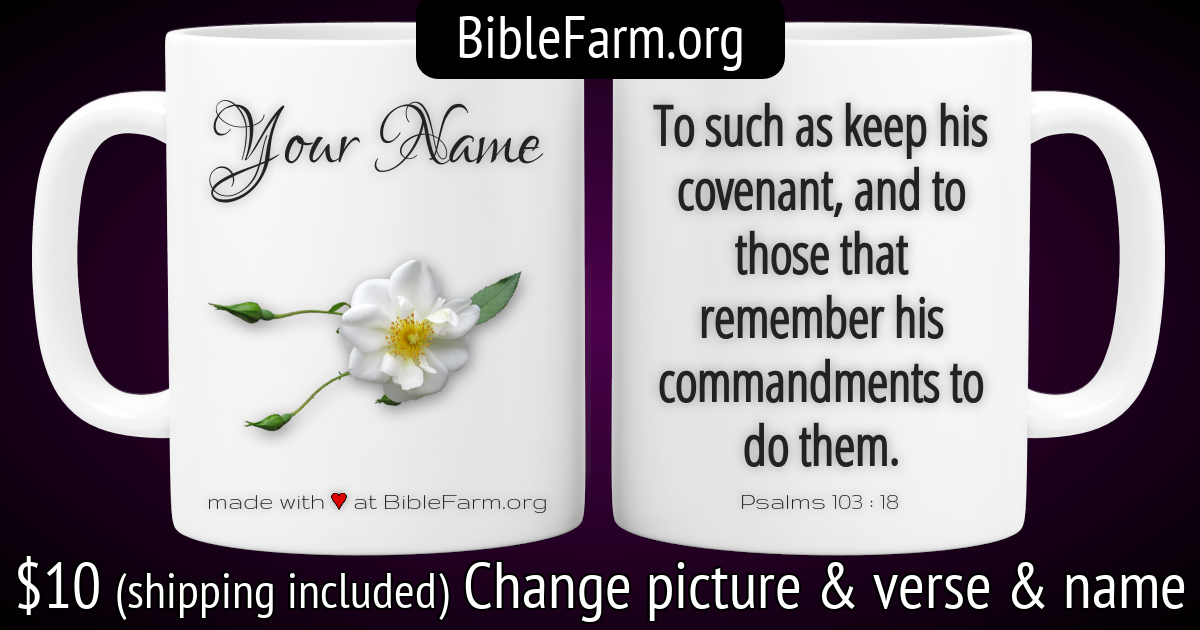 BibleFarm.org
Your Name
made with ♥ at BibleFarm.org
To such as keep his
covenant, and to
those that
remember his
commandments to
do them.
Psalms 103 : 18
$10 (shipping included) Change picture & verse & name